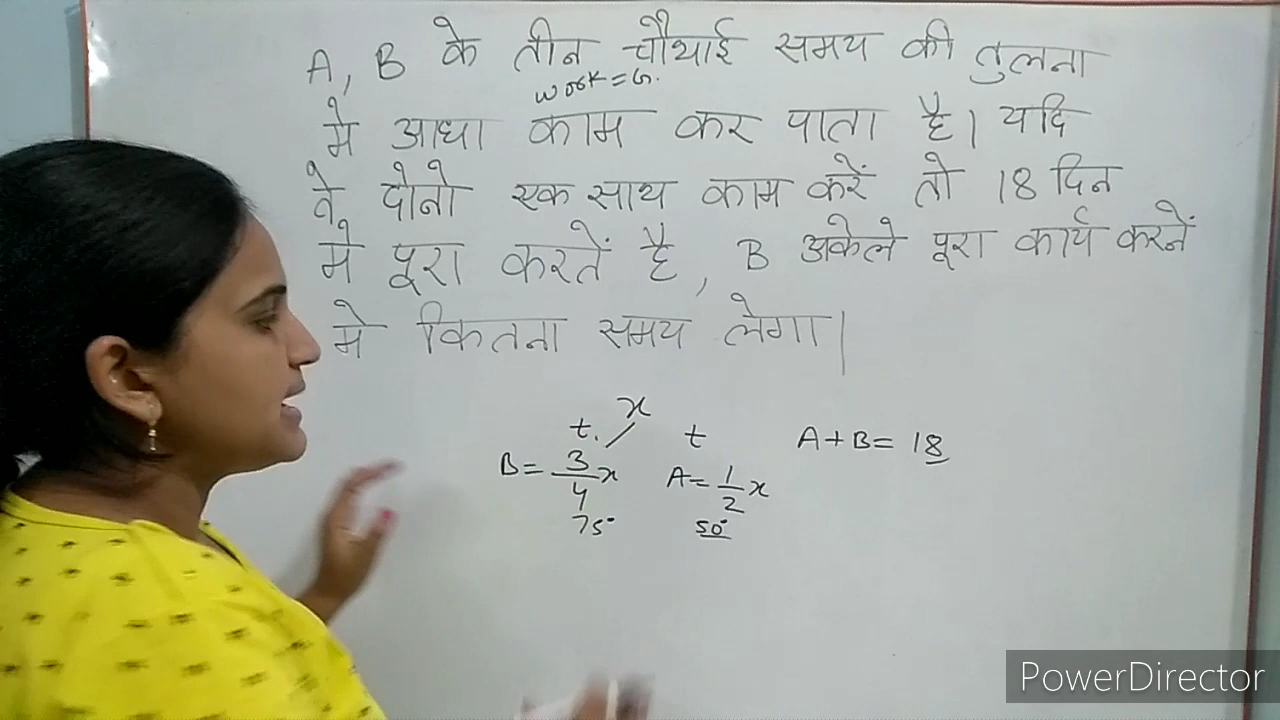 A, B के तीन चौथाई समय की तुलना
work = G.
मे आधा काम कर पाता है। यदि
वे दोनो एक साथ काम करें तो 18 दिन
मे पूरा करतें है, B अकेले पूरा कार्य करनें
मे कितना समय लेगा।
x
t. t A+B= 18
B= 3/4 x A= 1/2 x
75° 50°
PowerDirector